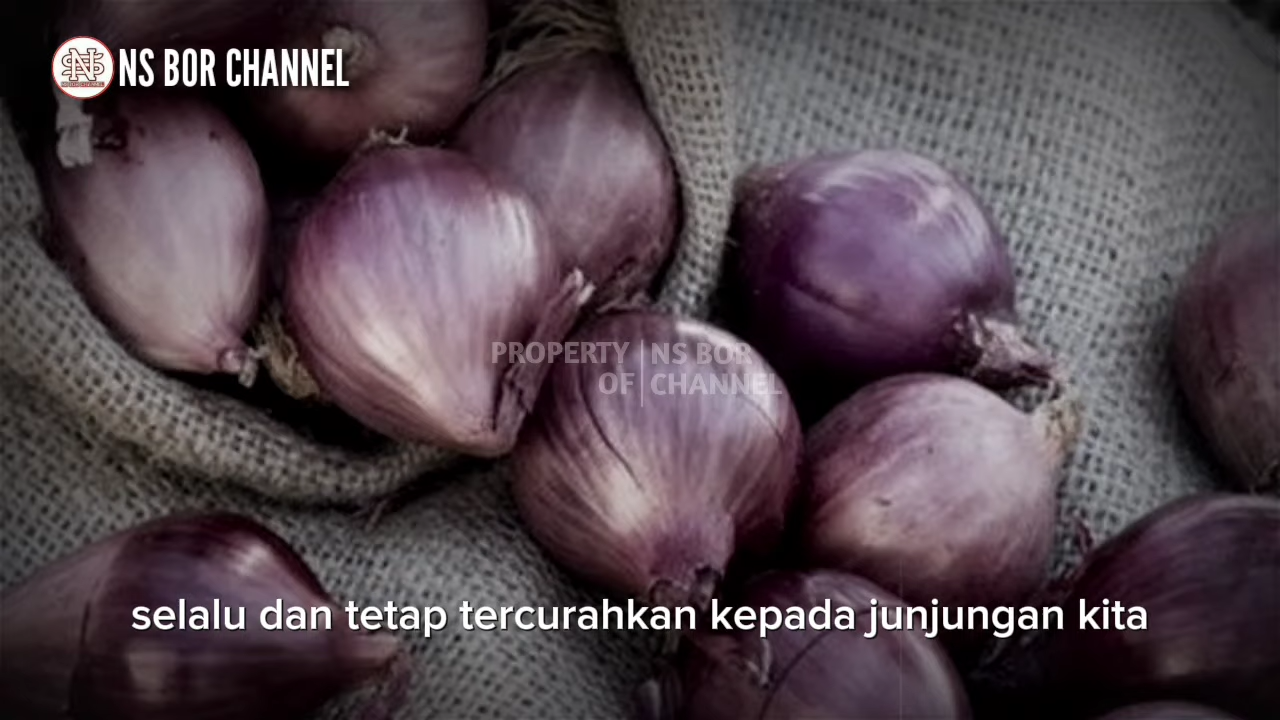 NS BOR CHANNEL
PROPERTY OF
NS BOR CHANNEL
selalu dan tetap tercurahkan kepada junjungan kita